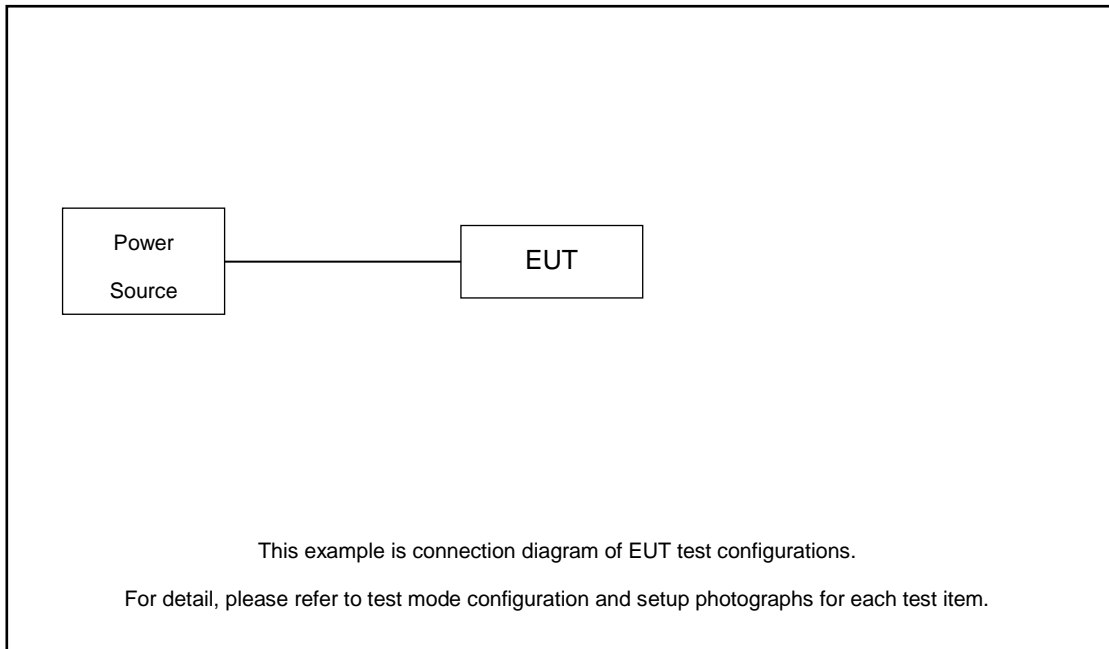 Power
Source
EUT
This example is connection diagram of EUT test configurations.
For detail, please refer to test mode configuration and setup photographs for each test item.